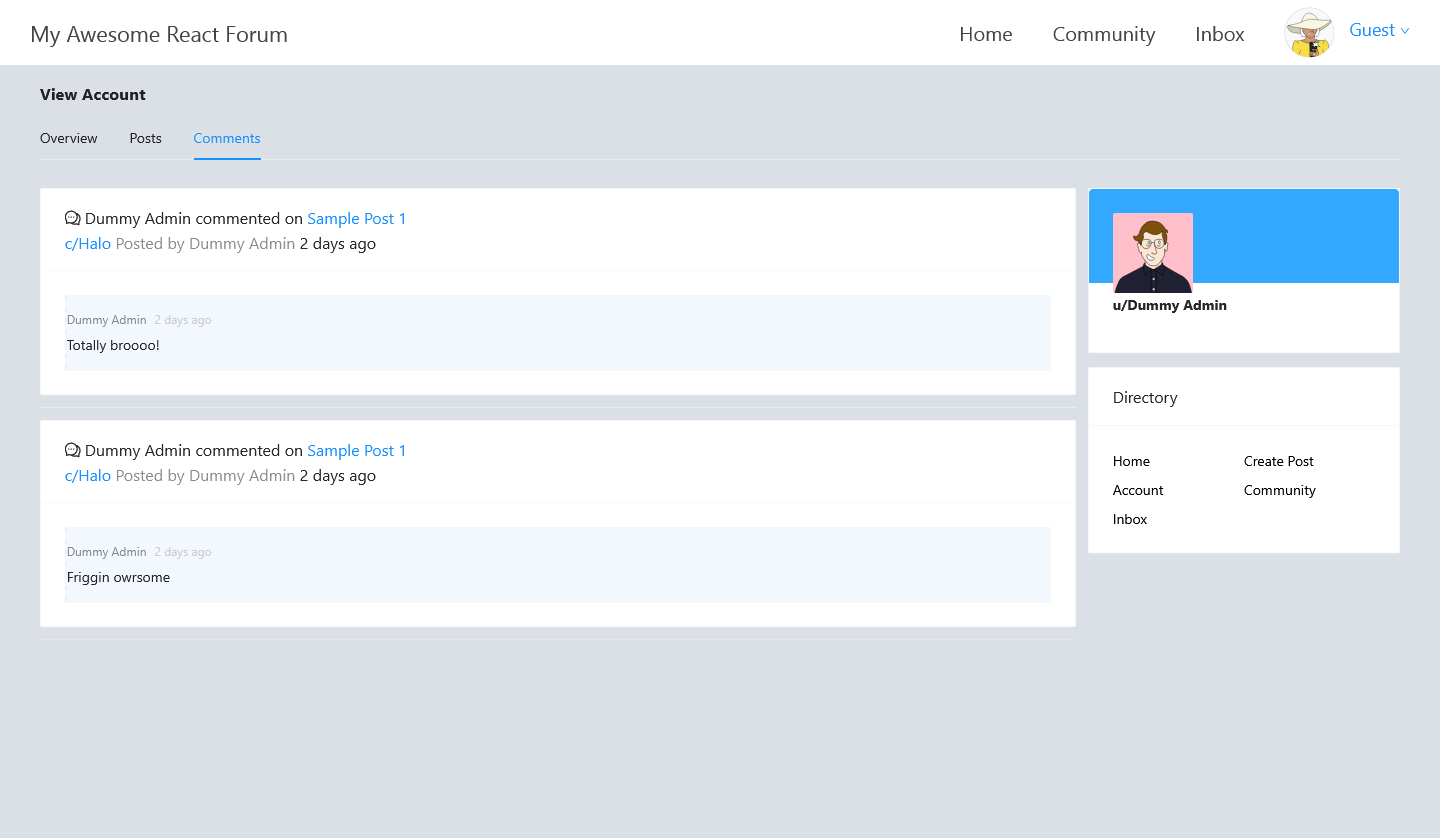 My Awesome React Forum
Home Community Inbox Guest
View Account
Overview Posts Comments
Dummy Admin commented on Sample Post 1
c/Halo Posted by Dummy Admin 2 days ago
Dummy Admin 2 days ago
Totally broooo!
Dummy Admin commented on Sample Post 1
c/Halo Posted by Dummy Admin 2 days ago
Dummy Admin 2 days ago
Friggin owrsome
u/Dummy Admin
Directory
Home Create Post
Account Community
Inbox